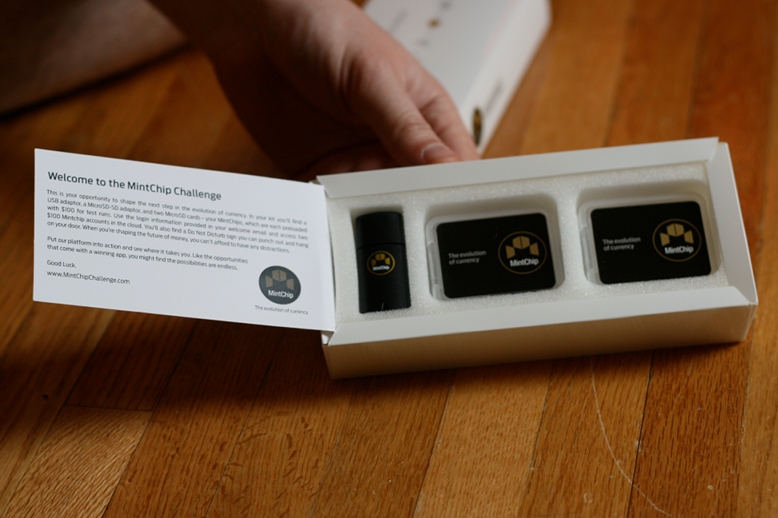 Welcome to the MintChip Challenge
This is your opportunity to shape the next step in the evolution of currency. In your kit you'll find a
USB adaptor, a MicroSD-SD adaptor, and two MicroSD cards – your MintChips, which are each preloaded
with $100 for test runs. Use the login information provided in your welcome email and access two
$100 Mintchip accounts in the cloud. You'll also find a Do Not Disturb sign you can punch out and hang
on your door. When you're shaping the future of money, you can't afford to have any distractions.
Put our platform into action and see where it takes you. Like the opportunities
that come with a winning app, you might find the possibilities are endless.
Good Luck,
www.MintChipChallenge.com
MintChip
The evolution of currency
MintChip
The evolution
of currency
MintChip
The evolution
of currency
MintChip